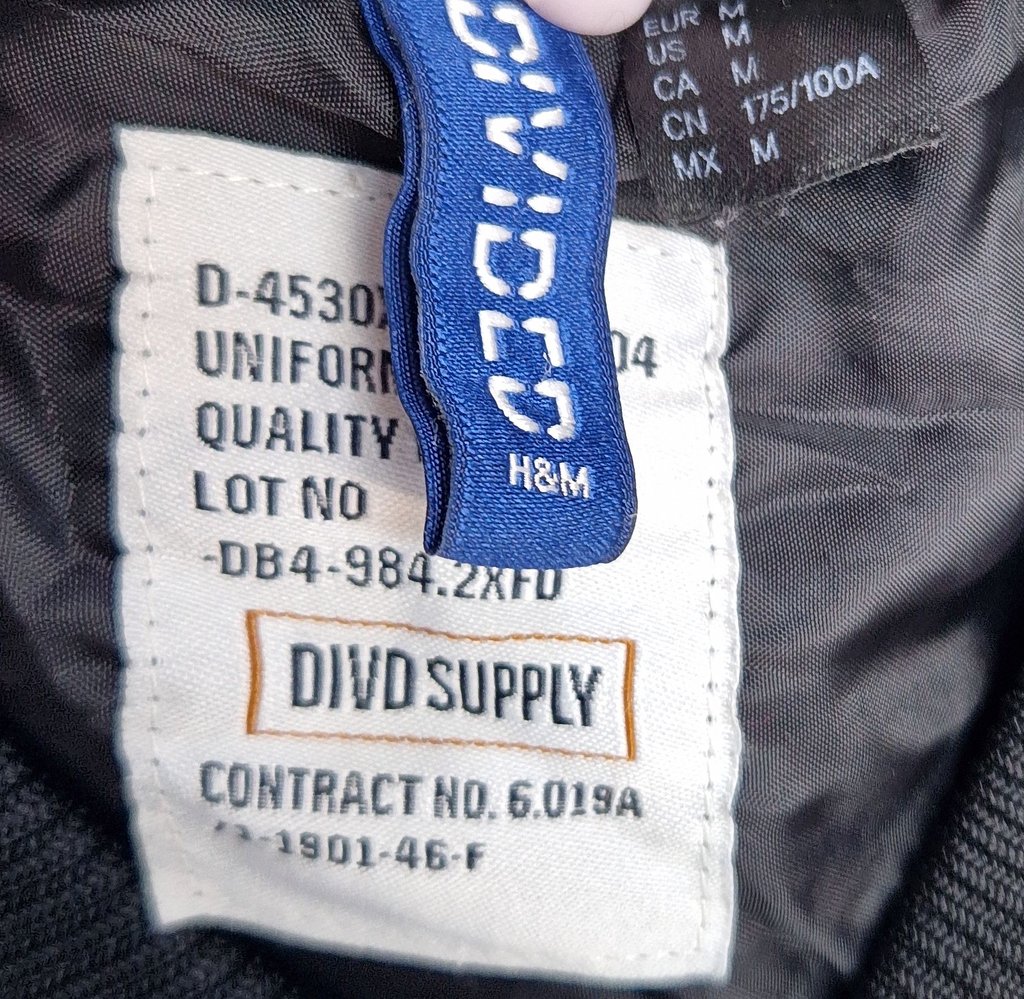 EUR M
US M
CA M
CN 175/100A
MX M
DIVIDED
H&M
D-4530
UNIFORM 04
QUALITY
LOT NO
-DB4-984.2XFD
DIVD SUPPLY
CONTRACT NO. 6.019A
-1901-46-F